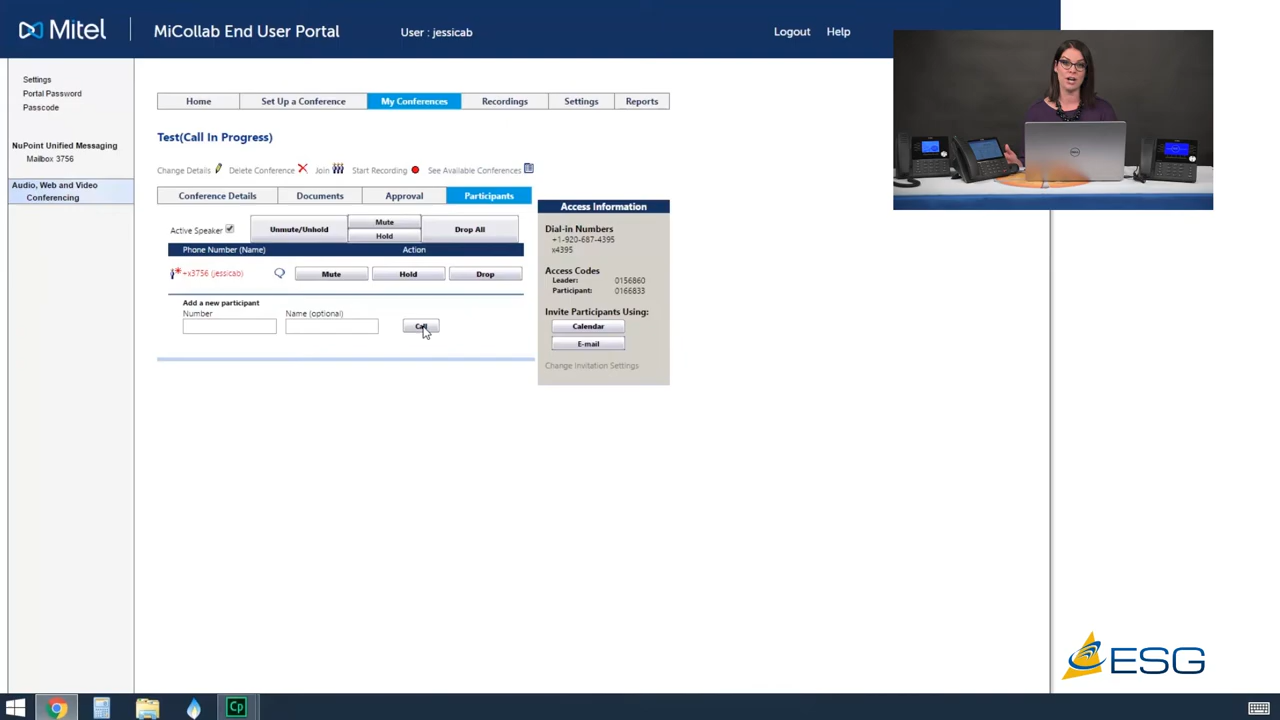 Mitel
MiCollab End User Portal
User : jessicab
Logout
Help
Settings
Portal Password
Passcode
NuPoint Unified Messaging
Mailbox 3756
Audio, Web and Video
Conferencing
Home
Set Up a Conference
My Conferences
Recordings
Settings
Reports
Test(Call In Progress)
Change Details
Delete Conference
Join
Start Recording
See Available Conferences
Conference Details
Documents
Approval
Participants
Active Speaker
Unmute/Unhold
Mute
Hold
Drop All
Phone Number (Name)
Action
+x3756 (jessicab)
Mute
Hold
Drop
Add a new participant
Number
Name (optional)
Call
Access Information
Dial-in Numbers
+1-920-687-4395
x4395
Access Codes
Leader: 0156860
Participant: 0166833
Invite Participants Using:
Calendar
E-mail
Change Invitation Settings
DELL
ESG
Cp